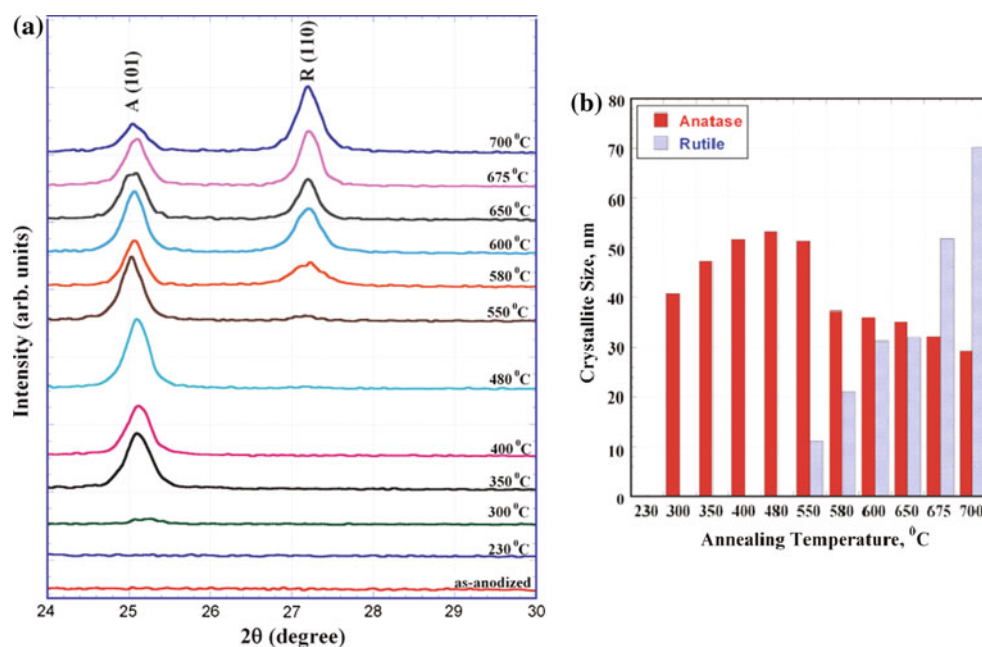 (a)
A (101)
R (110)
700 °C
675 °C
650 °C
600 °C
580 °C
550 °C
480 °C
400 °C
350 °C
300 °C
230 °C
as-anodized
Intensity (arb. units)
24 25 26 27 28 29 30
2θ (degree)
(b)
Anatase
Rutile
80
70
60
50
40
30
20
10
0
Crystallite Size, nm
230 300 350 400 480 550 580 600 650 675 700
Annealing Temperature, °C